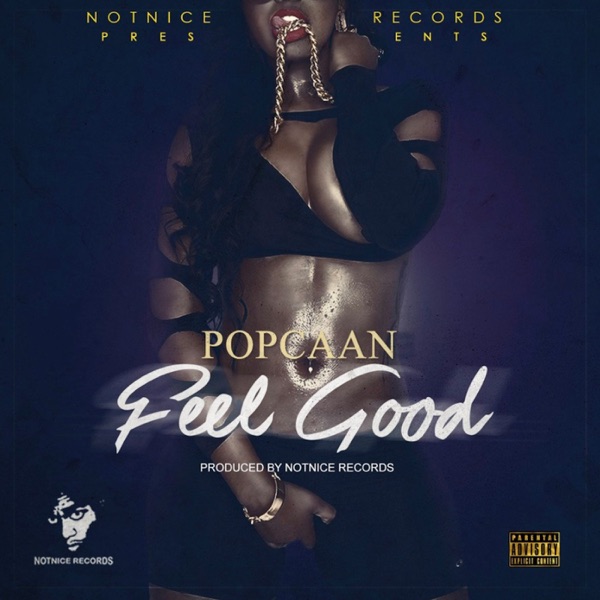 NOTNICE RECORDS
PRESENTS
POPCAAN
Feel Good
PRODUCED BY NOTNICE RECORDS
NOTNICE RECORDS
PARENTAL
ADVISORY
EXPLICIT CONTENT